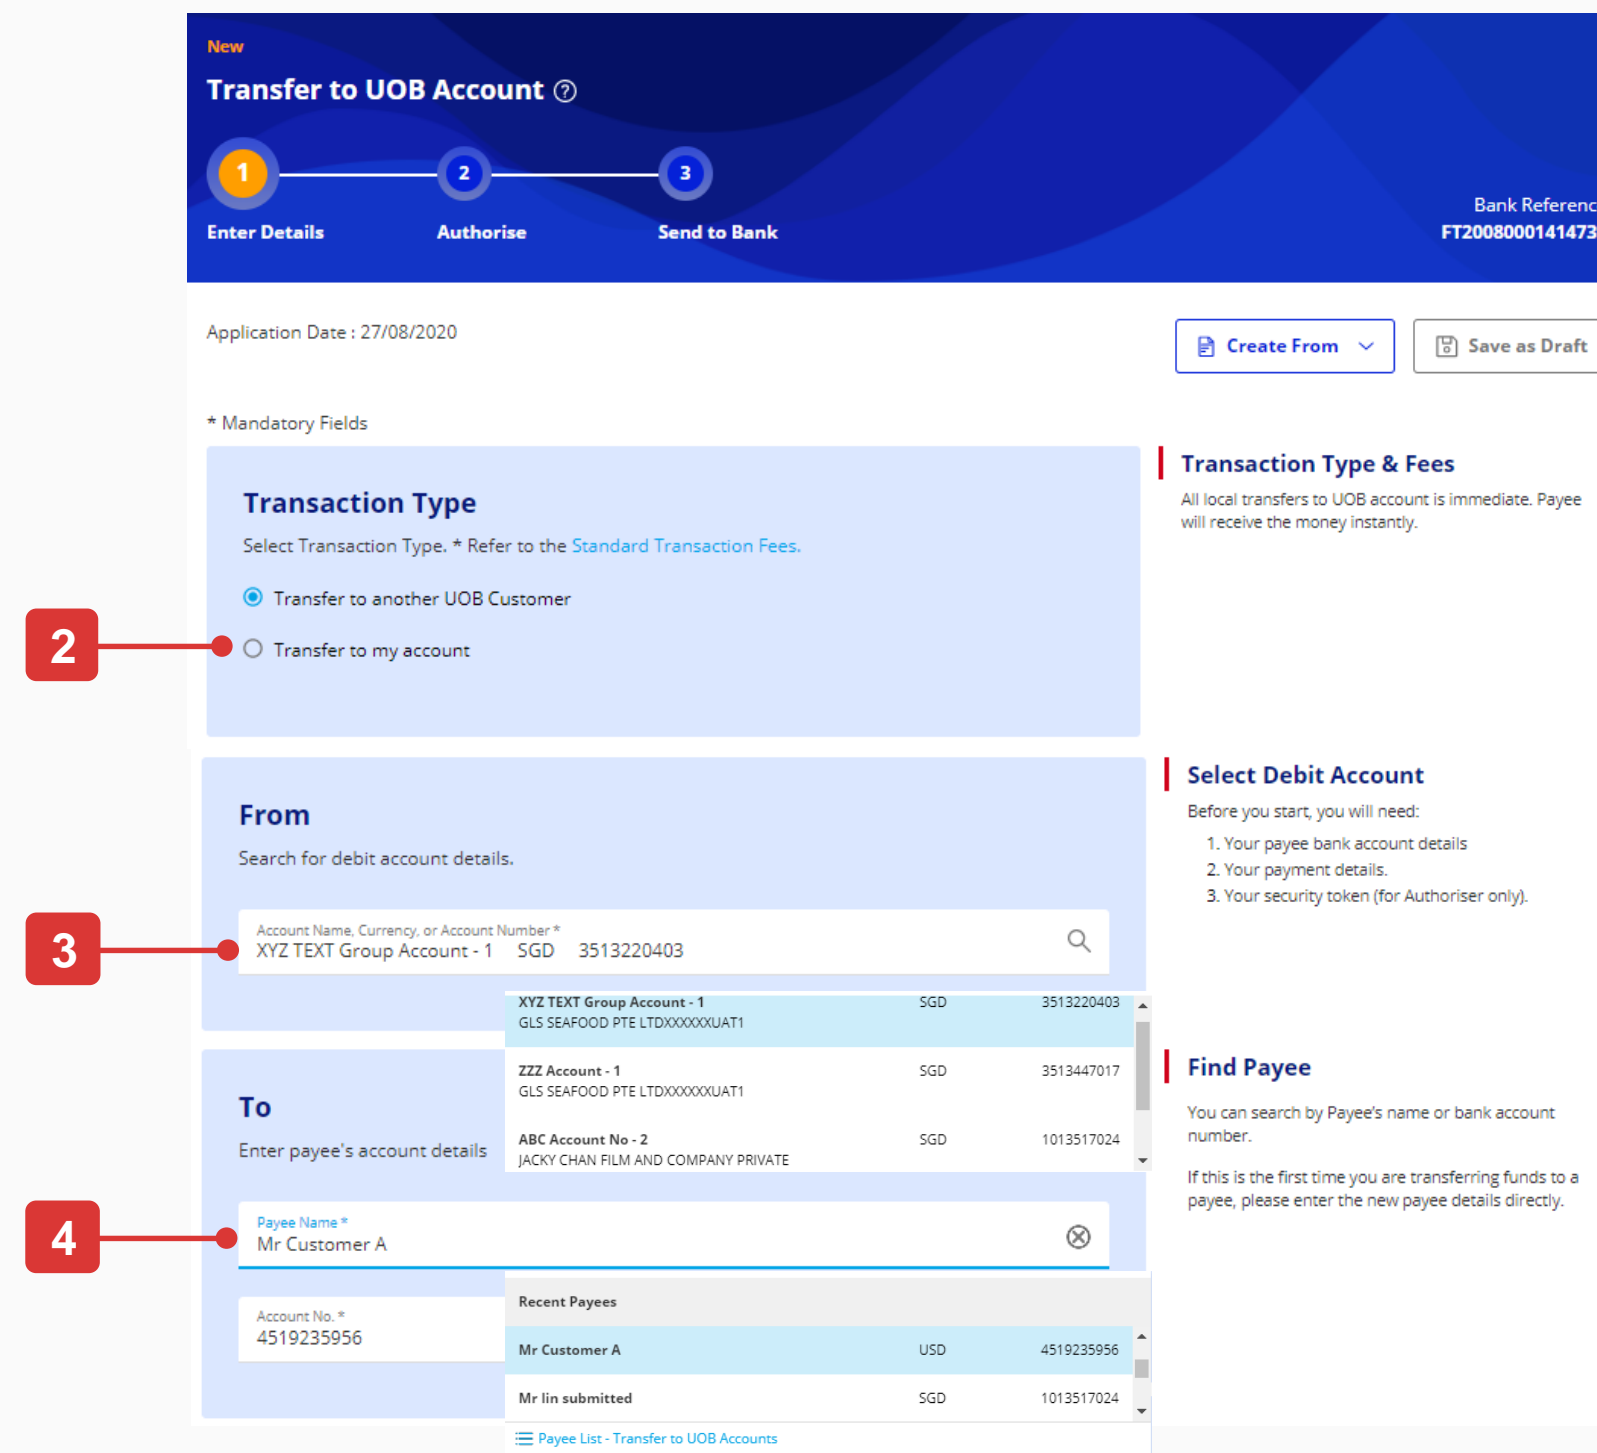 New
Transfer to UOB Account ?
1 2 3
Enter Details Authorise Send to Bank
Bank Referenc
FT2008000141473
Application Date : 27/08/2020
Create From
Save as Draft
* Mandatory Fields
Transaction Type
Select Transaction Type. * Refer to the Standard Transaction Fees.
Transfer to another UOB Customer
2
Transfer to my account
Transaction Type & Fees
All local transfers to UOB account is immediate. Payee
will receive the money instantly.
From
Search for debit account details.
3
Account Name, Currency, or Account Number *
XYZ TEXT Group Account - 1 SGD 3513220403
XYZ TEXT Group Account - 1 SGD 3513220403
GLS SEAFOOD PTE LTDXXXXXXUAT1
ZZZ Account - 1 SGD 3513447017
GLS SEAFOOD PTE LTDXXXXXXUAT1
ABC Account No - 2 SGD 1013517024
JACKY CHAN FILM AND COMPANY PRIVATE
Select Debit Account
Before you start, you will need:
1. Your payee bank account details
2. Your payment details.
3. Your security token (for Authoriser only).
To
Enter payee's account details
4
Payee Name *
Mr Customer A
Account No. *
4519235956
Recent Payees
Mr Customer A USD 4519235956
Mr lin submitted SGD 1013517024
Payee List - Transfer to UOB Accounts
Find Payee
You can search by Payee's name or bank account
number.
If this is the first time you are transferring funds to a
payee, please enter the new payee details directly.